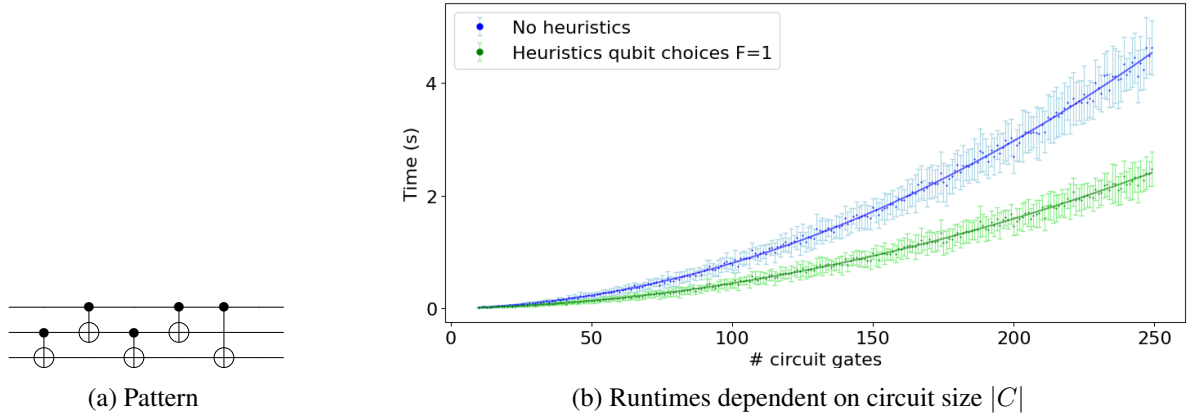 No heuristics
Heuristics qubit choices F=1
4
2
0
Time (s)
0 50 100 150 200 250
# circuit gates
(a) Pattern
(b) Runtimes dependent on circuit size |C|